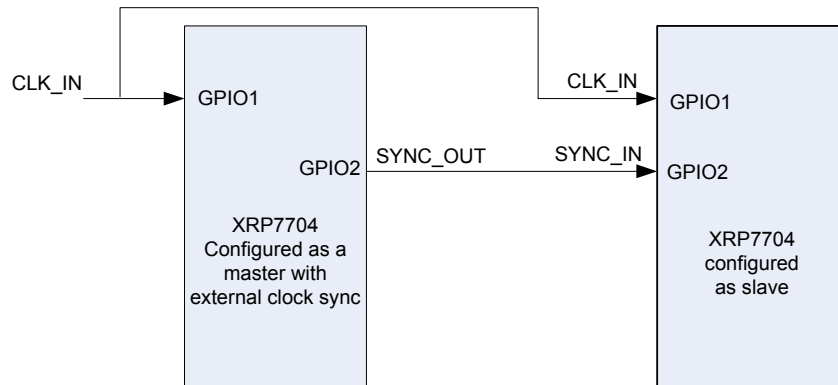 CLK_IN
GPIO1
GPIO2
XRP7704
Configured as a
master with
external clock sync
SYNC_OUT
SYNC_IN
CLK_IN
GPIO1
GPIO2
XRP7704
configured
as slave